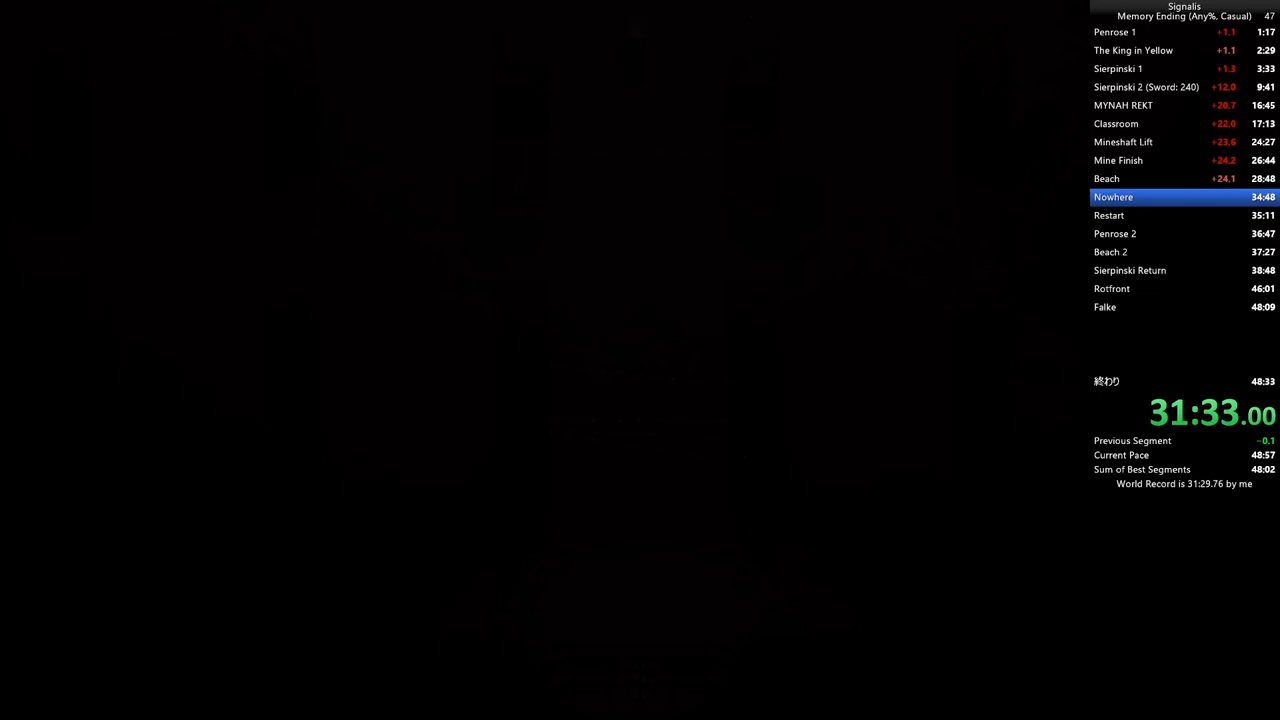 Signalis
Memory Ending (Any%, Casual) 47
Penrose 1 +1.1 1:17
The King in Yellow +1.1 2:29
Sierpinski 1 +1.3 3:33
Sierpinski 2 (Sword: 240) +12.0 9:41
MYNAH REKT +20.7 16:45
Classroom +22.0 17:13
Mineshaft Lift +23.6 24:27
Mine Finish +24.2 26:44
Beach +24.1 28:48
Nowhere 34:48
Restart 35:11
Penrose 2 36:47
Beach 2 37:27
Sierpinski Return 38:48
Rotfront 46:01
Falke 48:09
終わり 48:33
31:33.00
Previous Segment −0.1
Current Pace 48:57
Sum of Best Segments 48:02
World Record is 31:29.76 by me